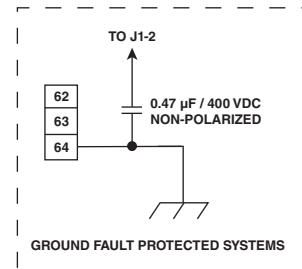 TO J1-2
62
63
64
0.47 µF / 400 VDC
NON-POLARIZED
GROUND FAULT PROTECTED SYSTEMS